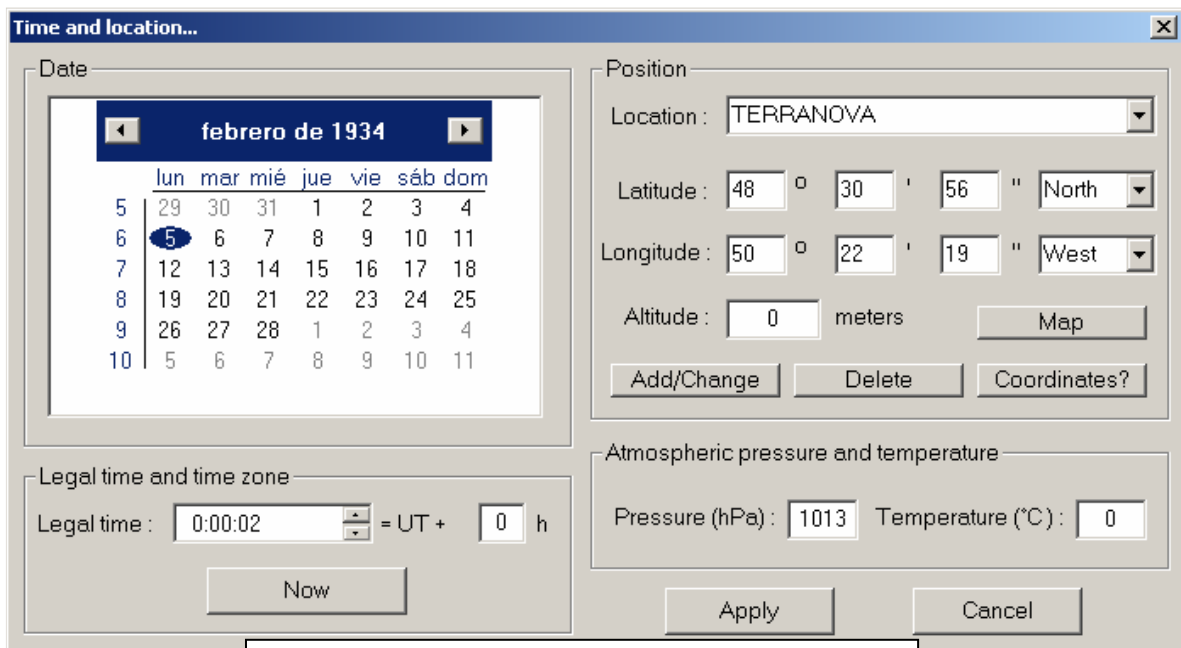 Time and location...
Date
febrero de 1934
lun mar mié jue vie sáb dom
5 29 30 31 1 2 3 4
6 5 6 7 8 9 10 11
7 12 13 14 15 16 17 18
8 19 20 21 22 23 24 25
9 26 27 28 1 2 3 4
10 5 6 7 8 9 10 11
Legal time and time zone
Legal time : 0:00:02 = UT + 0 h
Now
Position
Location : TERRANOVA
Latitude : 48 º 30 ' 56 " North
Longitude : 50 º 22 ' 19 " West
Altitude : 0 meters Map
Add/Change Delete Coordinates?
Atmospheric pressure and temperature
Pressure (hPa) : 1013 Temperature (°C) : 0
Apply Cancel